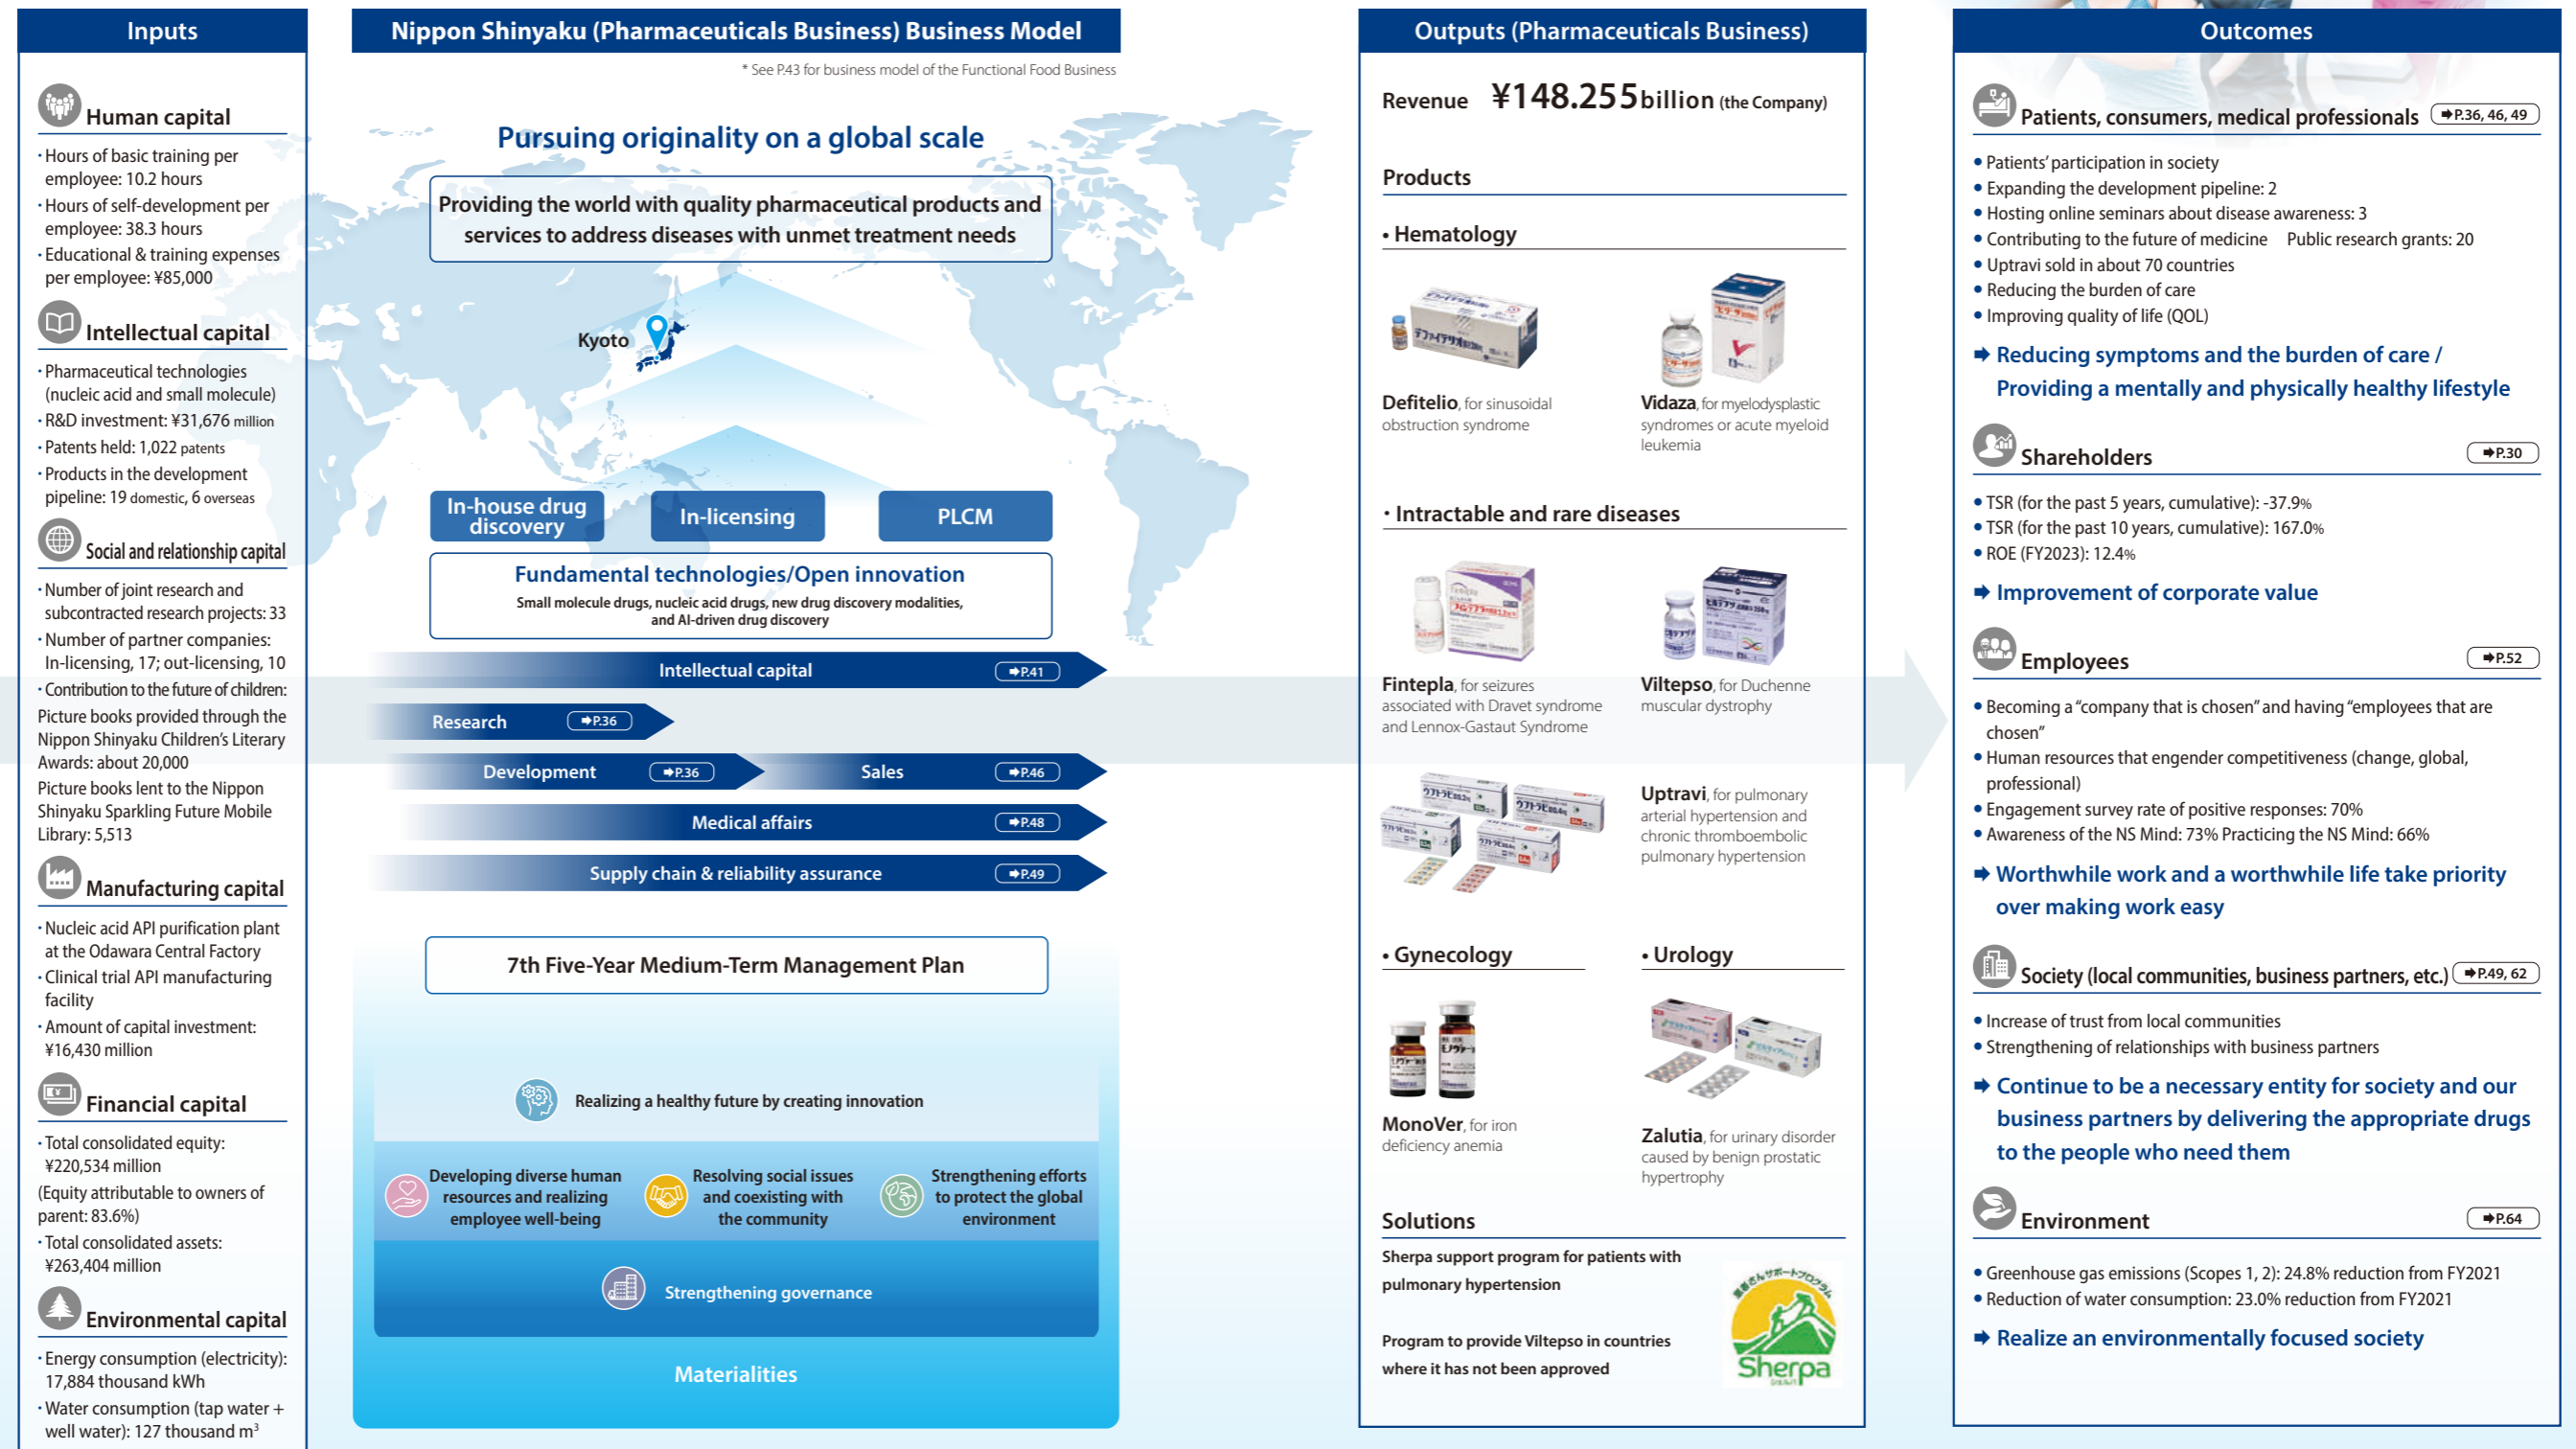 Inputs
Human capital
・Hours of basic training per
employee: 10.2 hours
・Hours of self-development per
employee: 38.3 hours
・Educational & training expenses
per employee: ¥85,000
Intellectual capital
・Pharmaceutical technologies
(nucleic acid and small molecule)
・R&D investment: ¥31,676 million
・Patents held: 1,022 patents
・Products in the development
pipeline: 19 domestic, 6 overseas
Social and relationship capital
・Number of joint research and
subcontracted research projects: 33
・Number of partner companies:
In-licensing, 17; out-licensing, 10
・Contribution to the future of children:
Picture books provided through the
Nippon Shinyaku Children’s Literary
Awards: about 20,000
Picture books lent to the Nippon
Shinyaku Sparkling Future Mobile
Library: 5,513
Manufacturing capital
・Nucleic acid API purification plant
at the Odawara Central Factory
・Clinical trial API manufacturing
facility
・Amount of capital investment:
¥16,430 million
Financial capital
・Total consolidated equity:
¥220,534 million
(Equity attributable to owners of
parent: 83.6%)
・Total consolidated assets:
¥263,404 million
Environmental capital
・Energy consumption (electricity):
17,884 thousand kWh
・Water consumption (tap water +
well water): 127 thousand m³
Nippon Shinyaku (Pharmaceuticals Business) Business Model
* See P.43 for business model of the Functional Food Business
Pursuing originality on a global scale
Providing the world with quality pharmaceutical products and
services to address diseases with unmet treatment needs
Kyoto
In-house drug
discovery
In-licensing
PLCM
Fundamental technologies/Open innovation
Small molecule drugs, nucleic acid drugs, new drug discovery modalities,
and AI-driven drug discovery
Intellectual capital ➡P.41
Research ➡P.36
Development ➡P.36 Sales ➡P.46
Medical affairs ➡P.48
Supply chain & reliability assurance ➡P.49
7th Five-Year Medium-Term Management Plan
Realizing a healthy future by creating innovation
Developing diverse human
resources and realizing
employee well-being
Resolving social issues
and coexisting with
the community
Strengthening efforts
to protect the global
environment
Strengthening governance
Materialities
Outputs (Pharmaceuticals Business)
Revenue ¥148.255billion (the Company)
Products
• Hematology
Defitelio, for sinusoidal
obstruction syndrome
Vidaza, for myelodysplastic
syndromes or acute myeloid
leukemia
・Intractable and rare diseases
Fintepla, for seizures
associated with Dravet syndrome
and Lennox-Gastaut Syndrome
Viltepso, for Duchenne
muscular dystrophy
Uptravi, for pulmonary
arterial hypertension and
chronic thromboembolic
pulmonary hypertension
• Gynecology
MonoVer, for iron
deficiency anemia
• Urology
Zalutia, for urinary disorder
caused by benign prostatic
hypertrophy
Solutions
Sherpa support program for patients with
pulmonary hypertension
Program to provide Viltepso in countries
where it has not been approved
患者さんサポートプログラム
Sherpa
Outcomes
Patients, consumers, medical professionals ➡P.36, 46, 49
● Patients’ participation in society
● Expanding the development pipeline: 2
● Hosting online seminars about disease awareness: 3
● Contributing to the future of medicine Public research grants: 20
● Uptravi sold in about 70 countries
● Reducing the burden of care
● Improving quality of life (QOL)
➡ Reducing symptoms and the burden of care /
Providing a mentally and physically healthy lifestyle
Shareholders ➡P.30
● TSR (for the past 5 years, cumulative): -37.9%
● TSR (for the past 10 years, cumulative): 167.0%
● ROE (FY2023): 12.4%
➡ Improvement of corporate value
Employees ➡P.52
● Becoming a “company that is chosen” and having “employees that are
chosen”
● Human resources that engender competitiveness (change, global,
professional)
● Engagement survey rate of positive responses: 70%
● Awareness of the NS Mind: 73% Practicing the NS Mind: 66%
➡ Worthwhile work and a worthwhile life take priority
over making work easy
Society (local communities, business partners, etc.) ➡P.49, 62
● Increase of trust from local communities
● Strengthening of relationships with business partners
➡ Continue to be a necessary entity for society and our
business partners by delivering the appropriate drugs
to the people who need them
Environment ➡P.64
● Greenhouse gas emissions (Scopes 1, 2): 24.8% reduction from FY2021
● Reduction of water consumption: 23.0% reduction from FY2021
➡ Realize an environmentally focused society